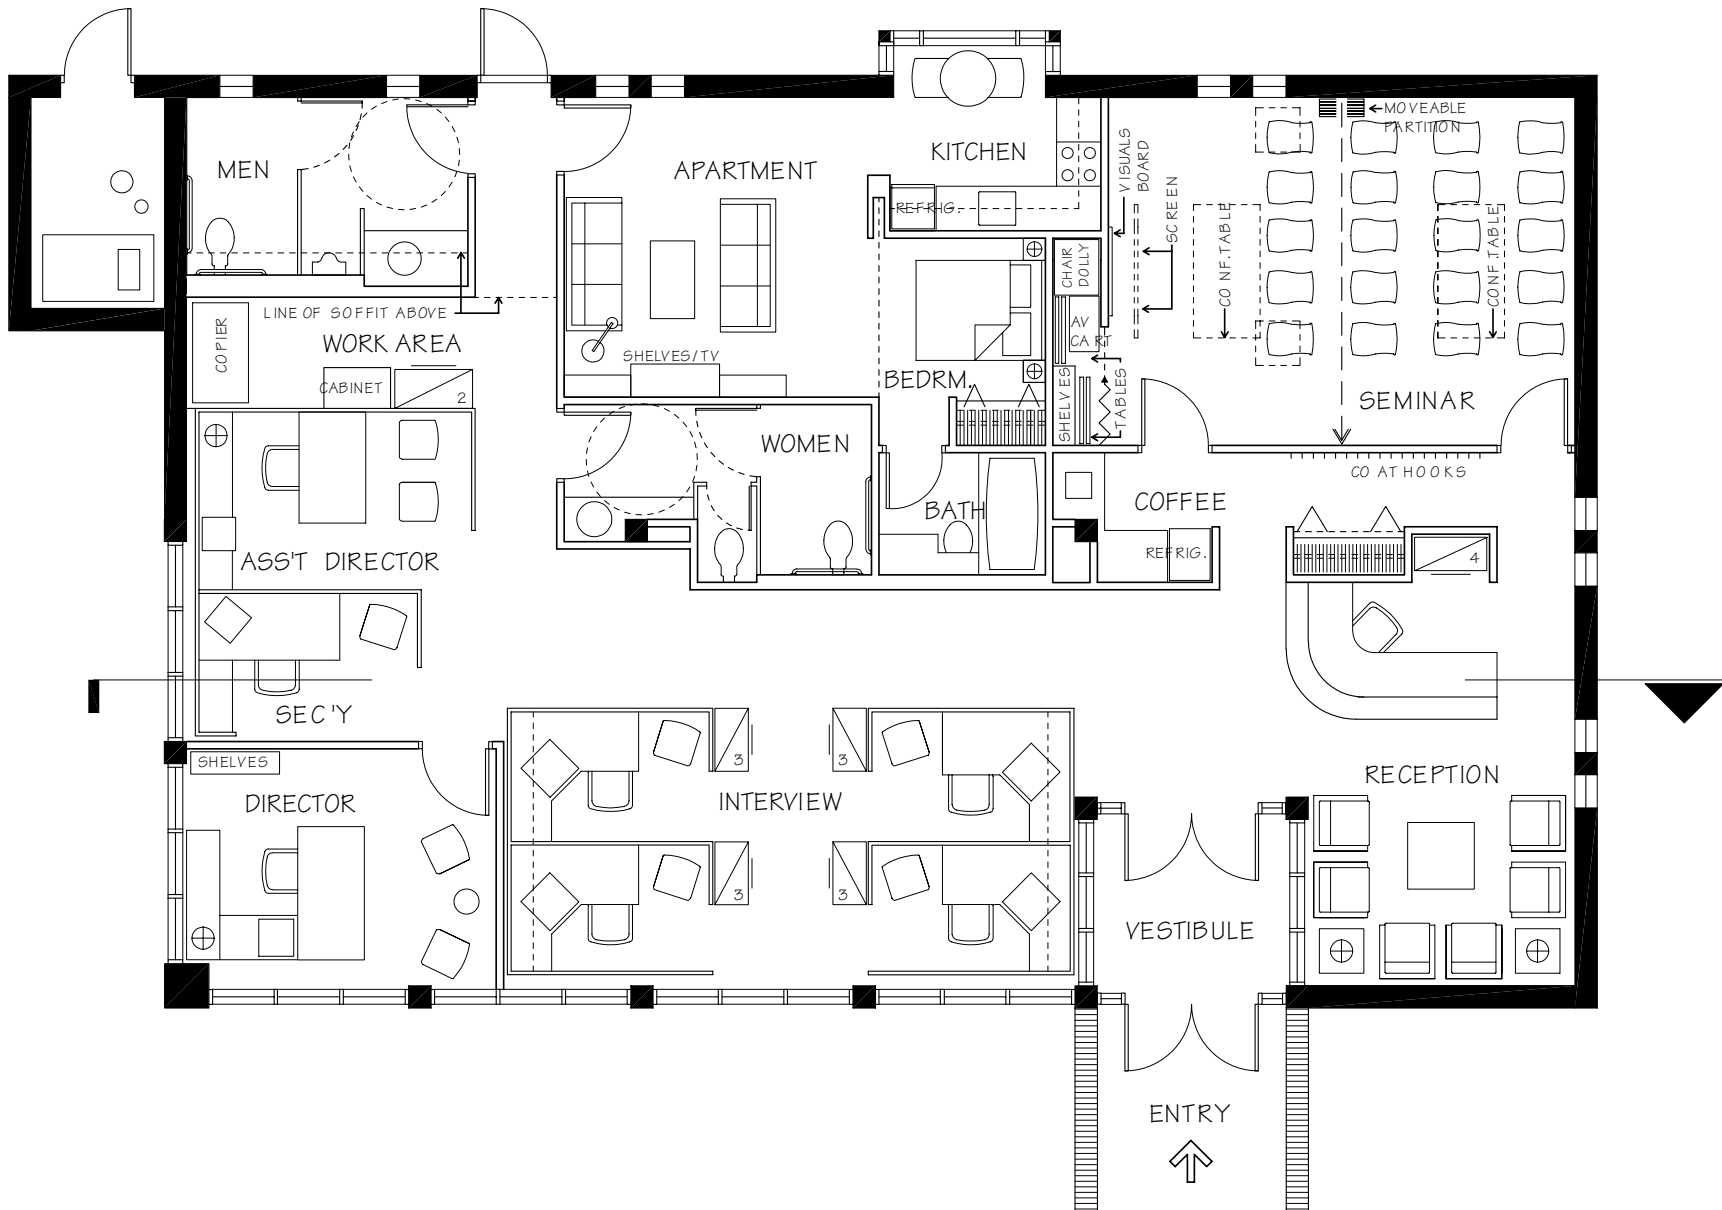 MOVEABLE
PARTITION
MEN
APARTMENT
KITCHEN
VISUALS
BOARD
REFRIG.
SCREEN
CONF.TABLE
CONF.TABLE
CHAIR
DOLLY
LINE OF SOFFIT ABOVE
COPIER
WORK AREA
AV
CART
SHELVES/TV
CABINET
2
BEDRM.
SHELVES
TABLES
SEMINAR
WOMEN
COAT HOOKS
COFFEE
BATH
REFRIG.
4
ASS'T DIRECTOR
SEC'Y
SHELVES
3
3
RECEPTION
DIRECTOR
INTERVIEW
3
3
VESTIBULE
ENTRY